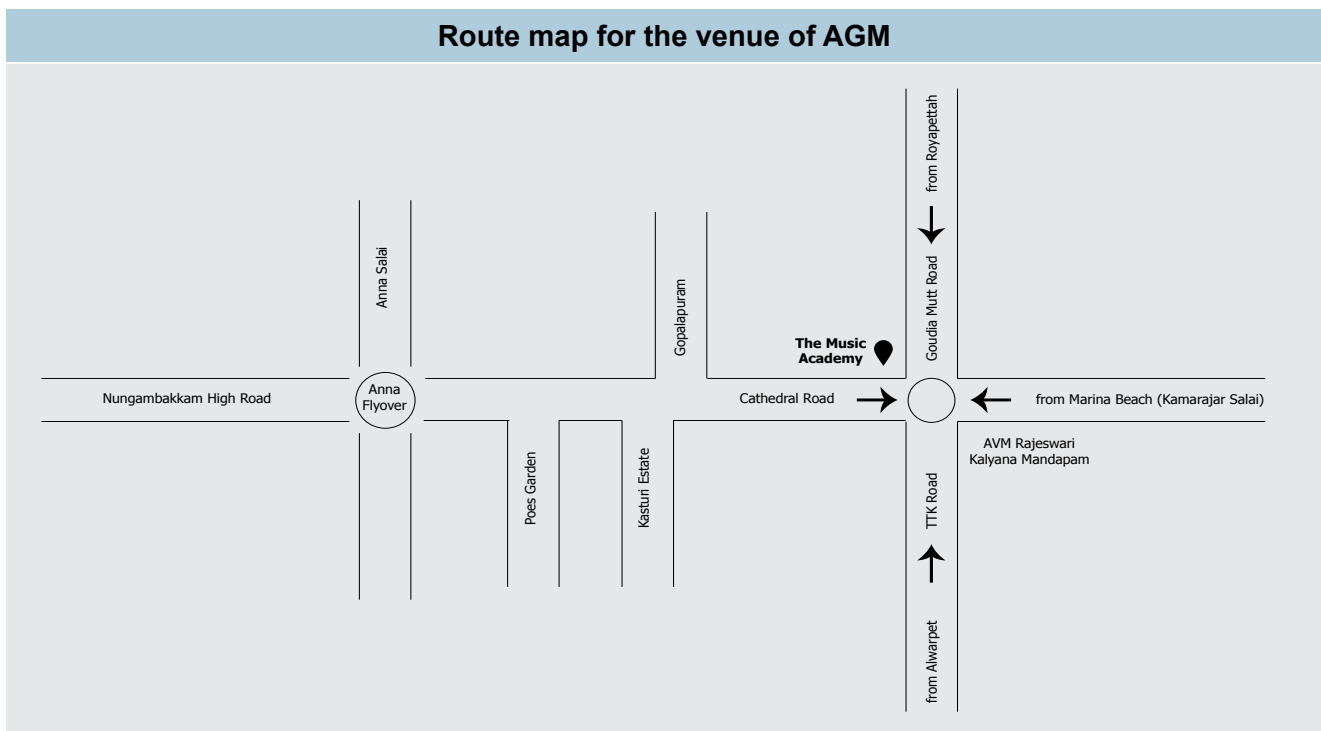 Route map for the venue of AGM
from Royapettah
Anna Salai
Goudia Mutt Road
Gopalapuram
The Music
Academy
Nungambakkam High Road
Anna
Flyover
Cathedral Road
from Marina Beach (Kamarajar Salai)
AVM Rajeswari
Kalyana Mandapam
Poes Garden
Kasturi Estate
TTK Road
from Alwarpet